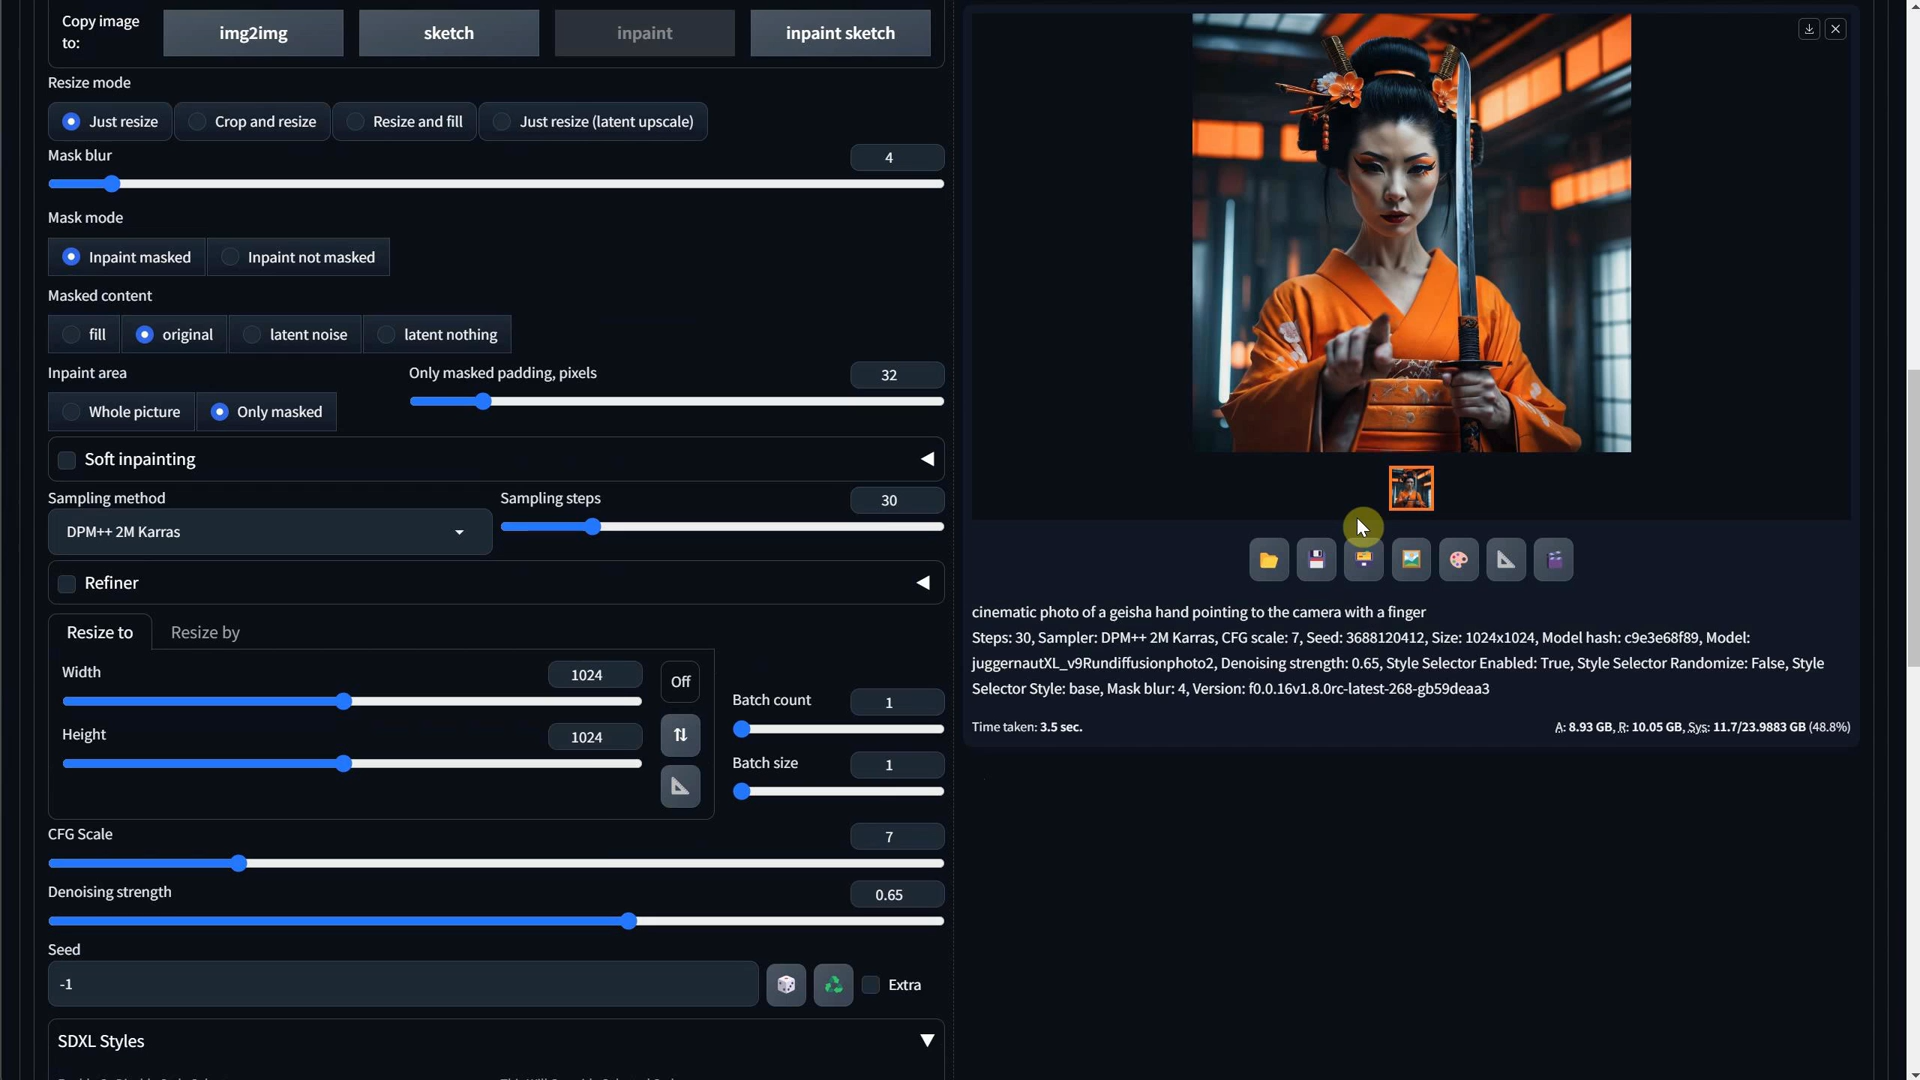 Copy image
to:
img2img
sketch
inpaint
inpaint sketch
Resize mode
Just resize
Crop and resize
Resize and fill
Just resize (latent upscale)
Mask blur
4
Mask mode
Inpaint masked
Inpaint not masked
Masked content
fill
original
latent noise
latent nothing
Inpaint area
Only masked padding, pixels
32
Whole picture
Only masked
Soft inpainting
Sampling method
Sampling steps
30
DPM++ 2M Karras
Refiner
Resize to
Resize by
Width
1024
Off
Height
1024
Batch count
1
Batch size
1
CFG Scale
7
Denoising strength
0.65
Seed
-1
Extra
SDXL Styles
cinematic photo of a geisha hand pointing to the camera with a finger
Steps: 30, Sampler: DPM++ 2M Karras, CFG scale: 7, Seed: 3688120412, Size: 1024x1024, Model hash: c9e3e68f89, Model:
juggernautXL_v9Rundiffusionphoto2, Denoising strength: 0.65, Style Selector Enabled: True, Style Selector Randomize: False, Style
Selector Style: base, Mask blur: 4, Version: f0.0.16v1.8.0rc-latest-268-gb59deaa3
Time taken: 3.5 sec.
A: 8.93 GB, R: 10.05 GB, Sys: 11.7/23.9883 GB (48.8%)